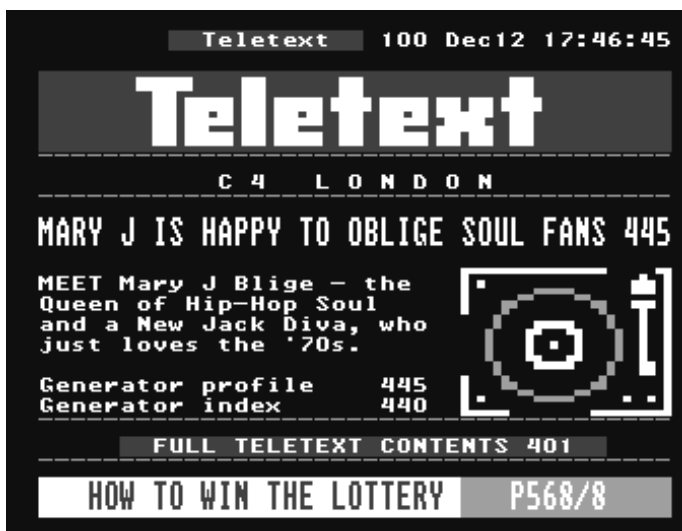 Teletext 100 Dec12 17:46:45
Teletext
C4 LONDON
MARY J IS HAPPY TO OBLIGE SOUL FANS 445
MEET Mary J Blige – the
Queen of Hip-Hop Soul
and a New Jack Diva, who
just loves the '70s.
Generator profile 445
Generator index 440
FULL TELETEXT CONTENTS 401
HOW TO WIN THE LOTTERY P568/8